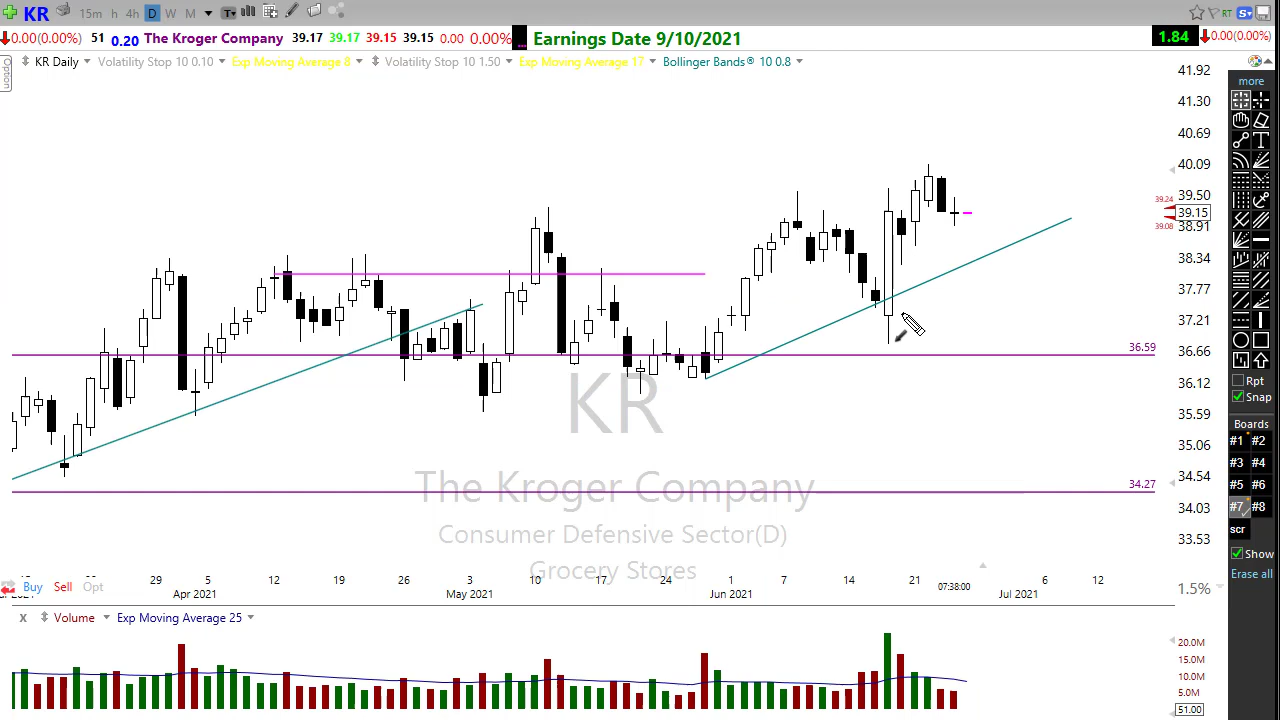 KR 15m h 4h D W M T
0.00(0.00%) 51 0.20 The Kroger Company 39.17 39.17 39.15 39.15 0.00 0.00% ... Earnings Date 9/10/2021 1.84 0.00(0.00%)
RT S
Option
KR Daily Volatility Stop 10 0.10 Exp Moving Average 8 Volatility Stop 10 1.50 Exp Moving Average 17 Bollinger Bands® 10 0.8
41.92
41.30
40.69
40.09
39.50
39.24
39.15
39.08
38.91
38.34
37.77
37.21
36.59
36.66
36.12
35.59
35.06
34.54
34.27
34.03
33.53
KR
The Kroger Company
Consumer Defensive Sector(D)
Grocery Stores
29 5 12 19 26 3 10 17 24 1 7 14 21 07:38:00 6 12
Apr 2021 May 2021 Jun 2021 Jul 2021
Buy Sell Opt
1.5%
X Volume Exp Moving Average 25
20.0M
15.0M
10.0M
5.0M
51.00
more
T
Rpt
Snap
Boards
#1 #2
#3 #4
#5 #6
#7 #8
scr
Show
Erase all